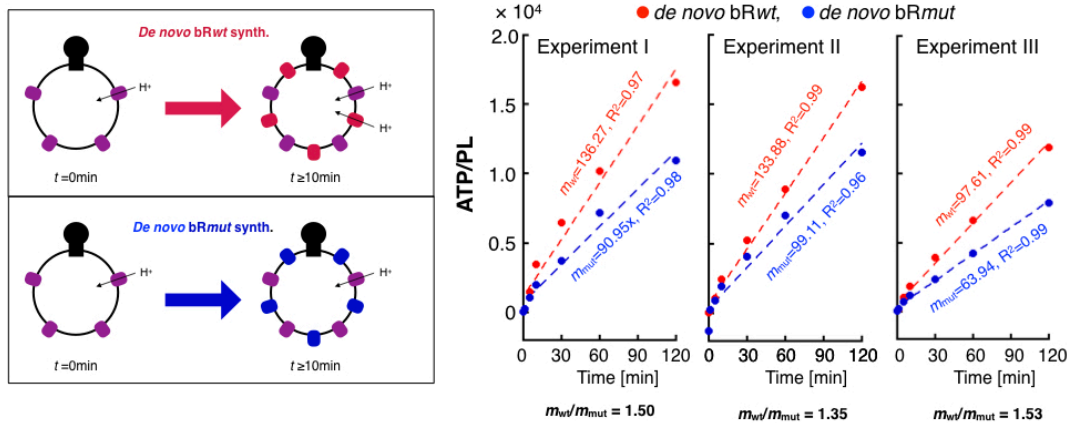 De novo bRwt synth.
H+
H+
H+
t =0min
t ≥10min
De novo bRmut synth.
H+
H+
t =0min
t ≥10min
× 10⁴
de novo bRwt, de novo bRmut
ATP/PL
2.0
1.5
1.0
0.5
0
Experiment I
mwt=136.27, R²=0.97
mmut=90.95x, R²=0.98
0 30 60 90 120
Time [min]
mwt/mmut = 1.50
Experiment II
mwt=133.88, R²=0.99
mmut=99.11, R²=0.96
0 30 60 90 120
Time [min]
mwt/mmut = 1.35
Experiment III
mwt=97.61, R²=0.99
mmut=63.94, R²=0.99
0 30 60 90 120
Time [min]
mwt/mmut = 1.53